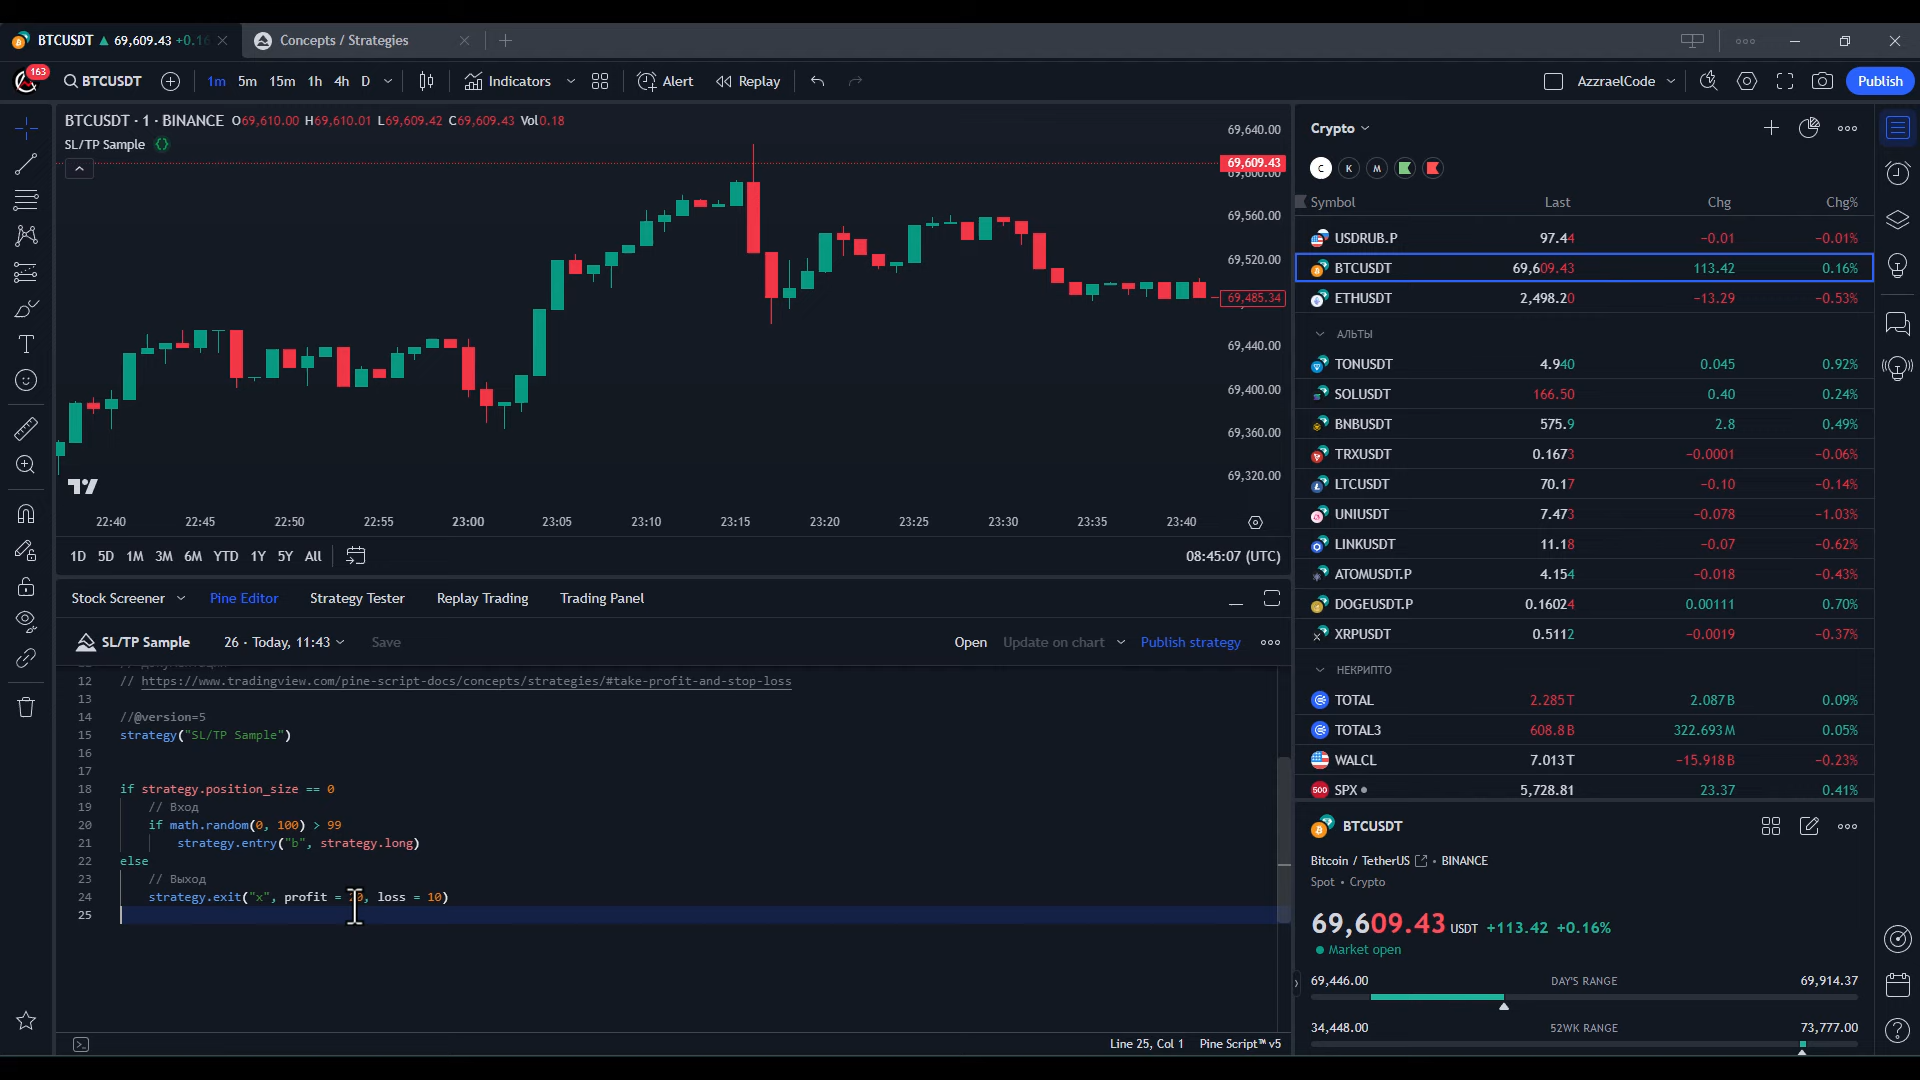 BTCUSDT ▲ 69,609.43 +0.16
Concepts / Strategies
163
BTCUSDT
1m 5m 15m 1h 4h D
Indicators
Alert
Replay
AzzraelCode
Publish
BTCUSDT · 1 · BINANCE O69,610.00 H69,610.01 L69,609.42 C69,609.43 Vol0.18
SL/TP Sample
69,640.00
69,609.43
69,600.00
69,560.00
69,520.00
69,485.34
69,440.00
69,400.00
69,360.00
69,320.00
22:40 22:45 22:50 22:55 23:00 23:05 23:10 23:15 23:20 23:25 23:30 23:35 23:40
1D 5D 1M 3M 6M YTD 1Y 5Y All
08:45:07 (UTC)
Stock Screener Pine Editor Strategy Tester Replay Trading Trading Panel
SL/TP Sample 26 · Today, 11:43 Save Open Update on chart Publish strategy
12 // https://www.tradingview.com/pine-script-docs/concepts/strategies/#take-profit-and-stop-loss
13
14 //@version=5
15 strategy("SL/TP Sample")
16
17
18 if strategy.position_size == 0
19 // Вход
20 if math.random(0, 100) > 99
21 strategy.entry("b", strategy.long)
22 else
23 // Выход
24 strategy.exit("x", profit = 0, loss = 10)
25
Line 25, Col 1 Pine Script™ v5
Crypto
C K M
Symbol Last Chg Chg%
USDRUB.P 97.44 −0.01 −0.01%
BTCUSDT 69,609.43 113.42 0.16%
ETHUSDT 2,498.20 −13.29 −0.53%
АЛЬТЫ
TONUSDT 4.940 0.045 0.92%
SOLUSDT 166.50 0.40 0.24%
BNBUSDT 575.9 2.8 0.49%
TRXUSDT 0.1673 −0.0001 −0.06%
LTCUSDT 70.17 −0.10 −0.14%
UNIUSDT 7.473 −0.078 −1.03%
LINKUSDT 11.18 −0.07 −0.62%
ATOMUSDT.P 4.154 −0.018 −0.43%
DOGEUSDT.P 0.16024 0.00111 0.70%
XRPUSDT 0.5112 −0.0019 −0.37%
НЕКРИПТО
TOTAL 2.285T 2.087B 0.09%
TOTAL3 608.8B 322.693M 0.05%
WALCL 7.013T −15.918B −0.23%
500 SPX 5,728.81 23.37 0.41%
BTCUSDT
Bitcoin / TetherUS · BINANCE
Spot · Crypto
69,609.43 USDT +113.42 +0.16%
Market open
69,446.00 DAY'S RANGE 69,914.37
34,448.00 52WK RANGE 73,777.00